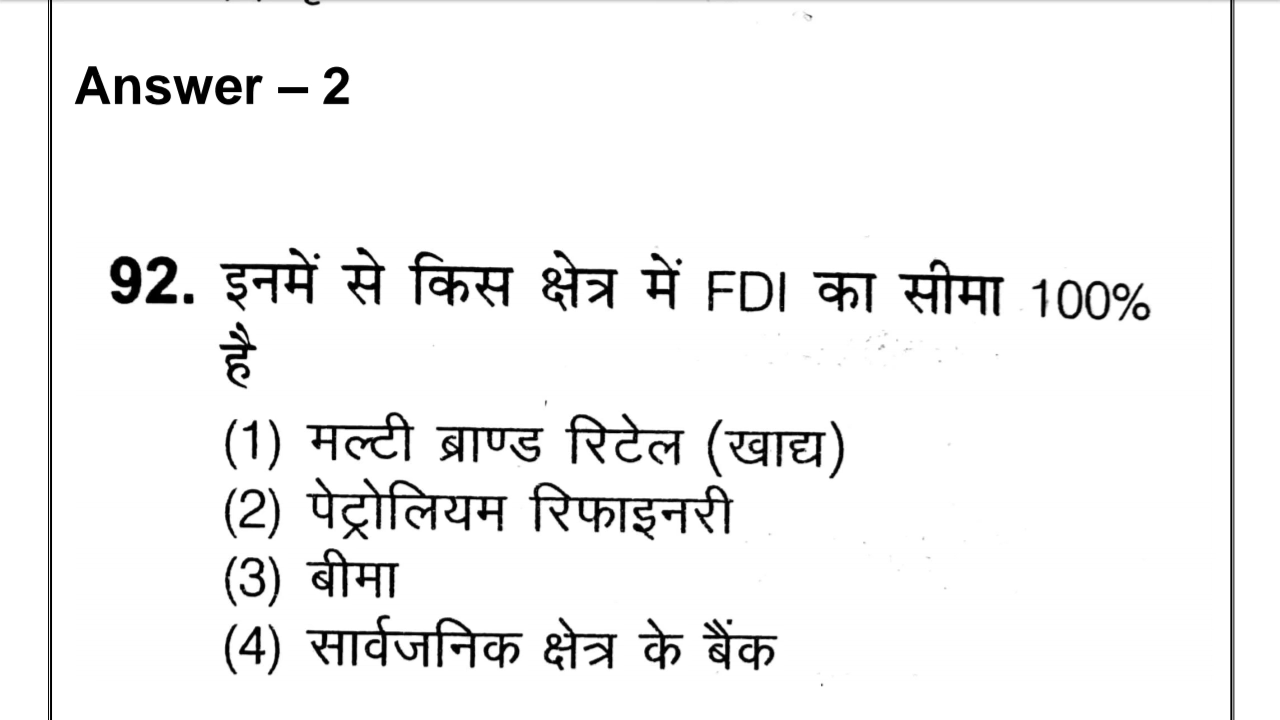 Answer – 2
92. इनमें से किस क्षेत्र में FDI का सीमा 100%
है
(1) मल्टी ब्राण्ड रिटेल (खाद्य)
(2) पेट्रोलियम रिफाइनरी
(3) बीमा
(4) सार्वजनिक क्षेत्र के बैंक